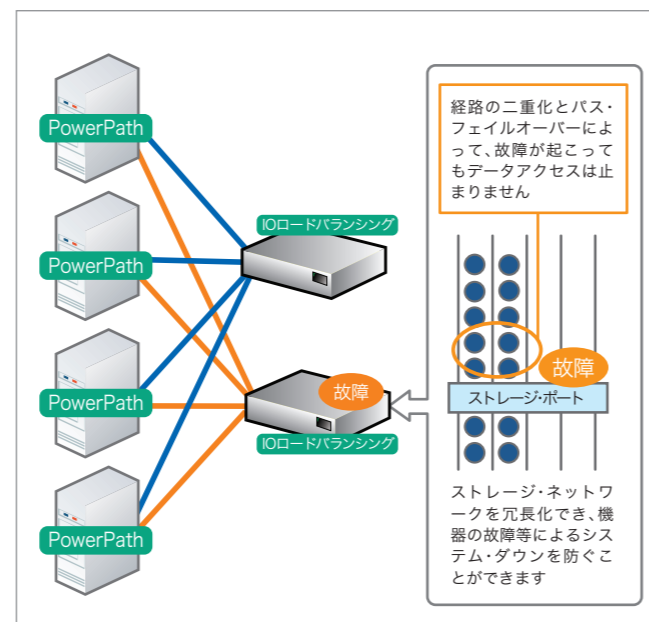 PowerPath
PowerPath
PowerPath
PowerPath
IOロードバランシング
故障
IOロードバランシング
経路の二重化とパス・
フェイルオーバーによ
って、故障が起こって
もデータアクセスは止
まりません
故障
ストレージ・ポート
ストレージ・ネットワ
ークを冗長化でき、機
器の故障等によるシス
テム・ダウンを防ぐこ
とができます